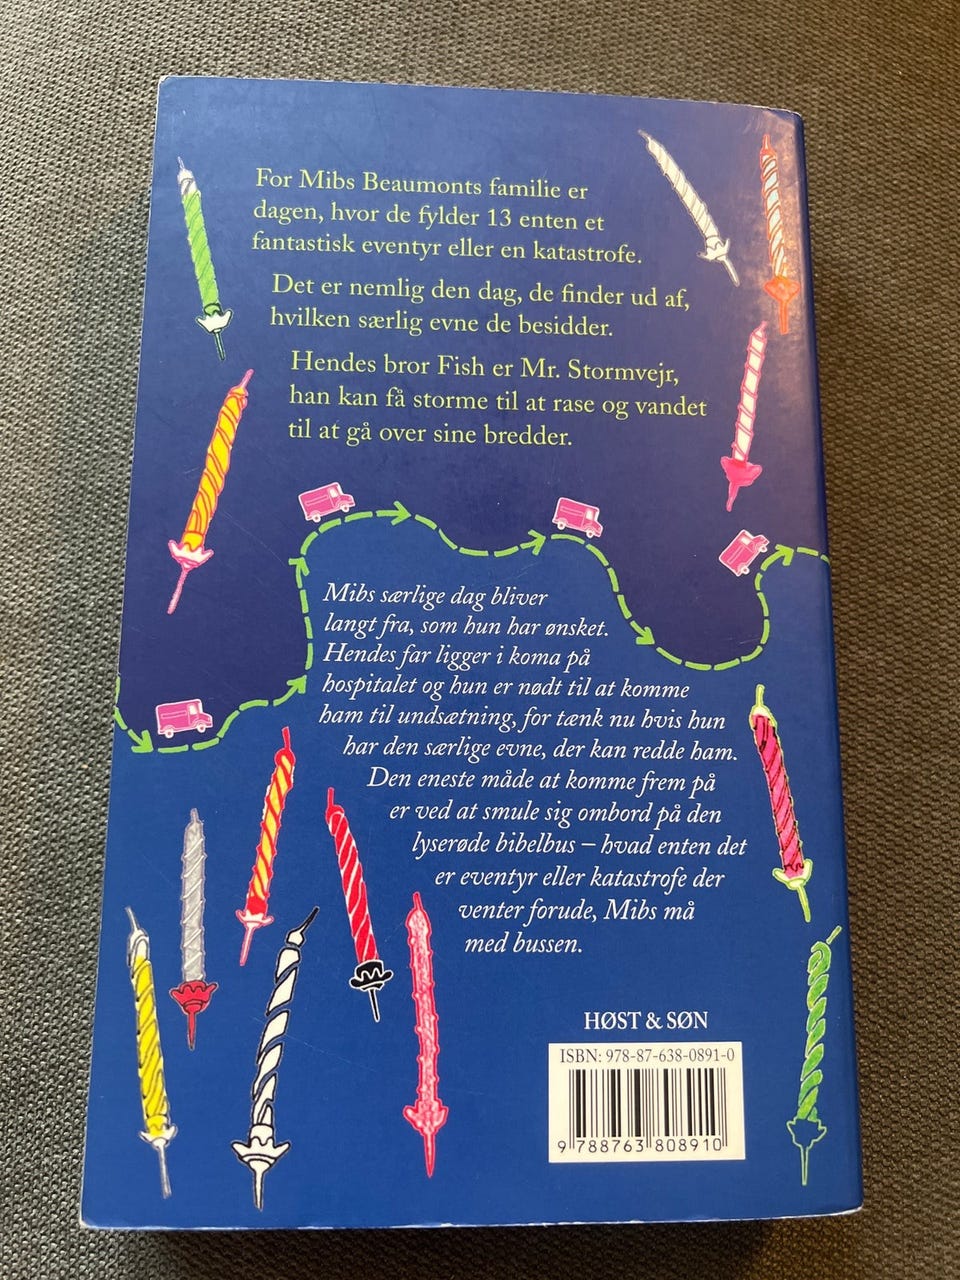 For Mibs Beaumonts familie er
dagen, hvor de fylder 13 enten et
fantastisk eventyr eller en katastrofe.
Det er nemlig den dag, de finder ud af,
hvilken særlig evne de besidder.
Hendes bror Fish er Mr. Stormvejr,
han kan få storme til at rase og vandet
til at gå over sine bredder.
Mibs særlige dag bliver
langt fra, som hun har ønsket.
Hendes far ligger i koma på
hospitalet og hun er nødt til at komme
ham til undsætning, for tænk nu hvis hun
har den særlige evne, der kan redde ham.
Den eneste måde at komme frem på
er ved at smule sig ombord på den
lyserøde bibelbus – hvad enten det
er eventyr eller katastrofe der
venter forude, Mibs må
med bussen.
HØST & SØN
ISBN: 978-87-638-0891-0
9 788763 808910